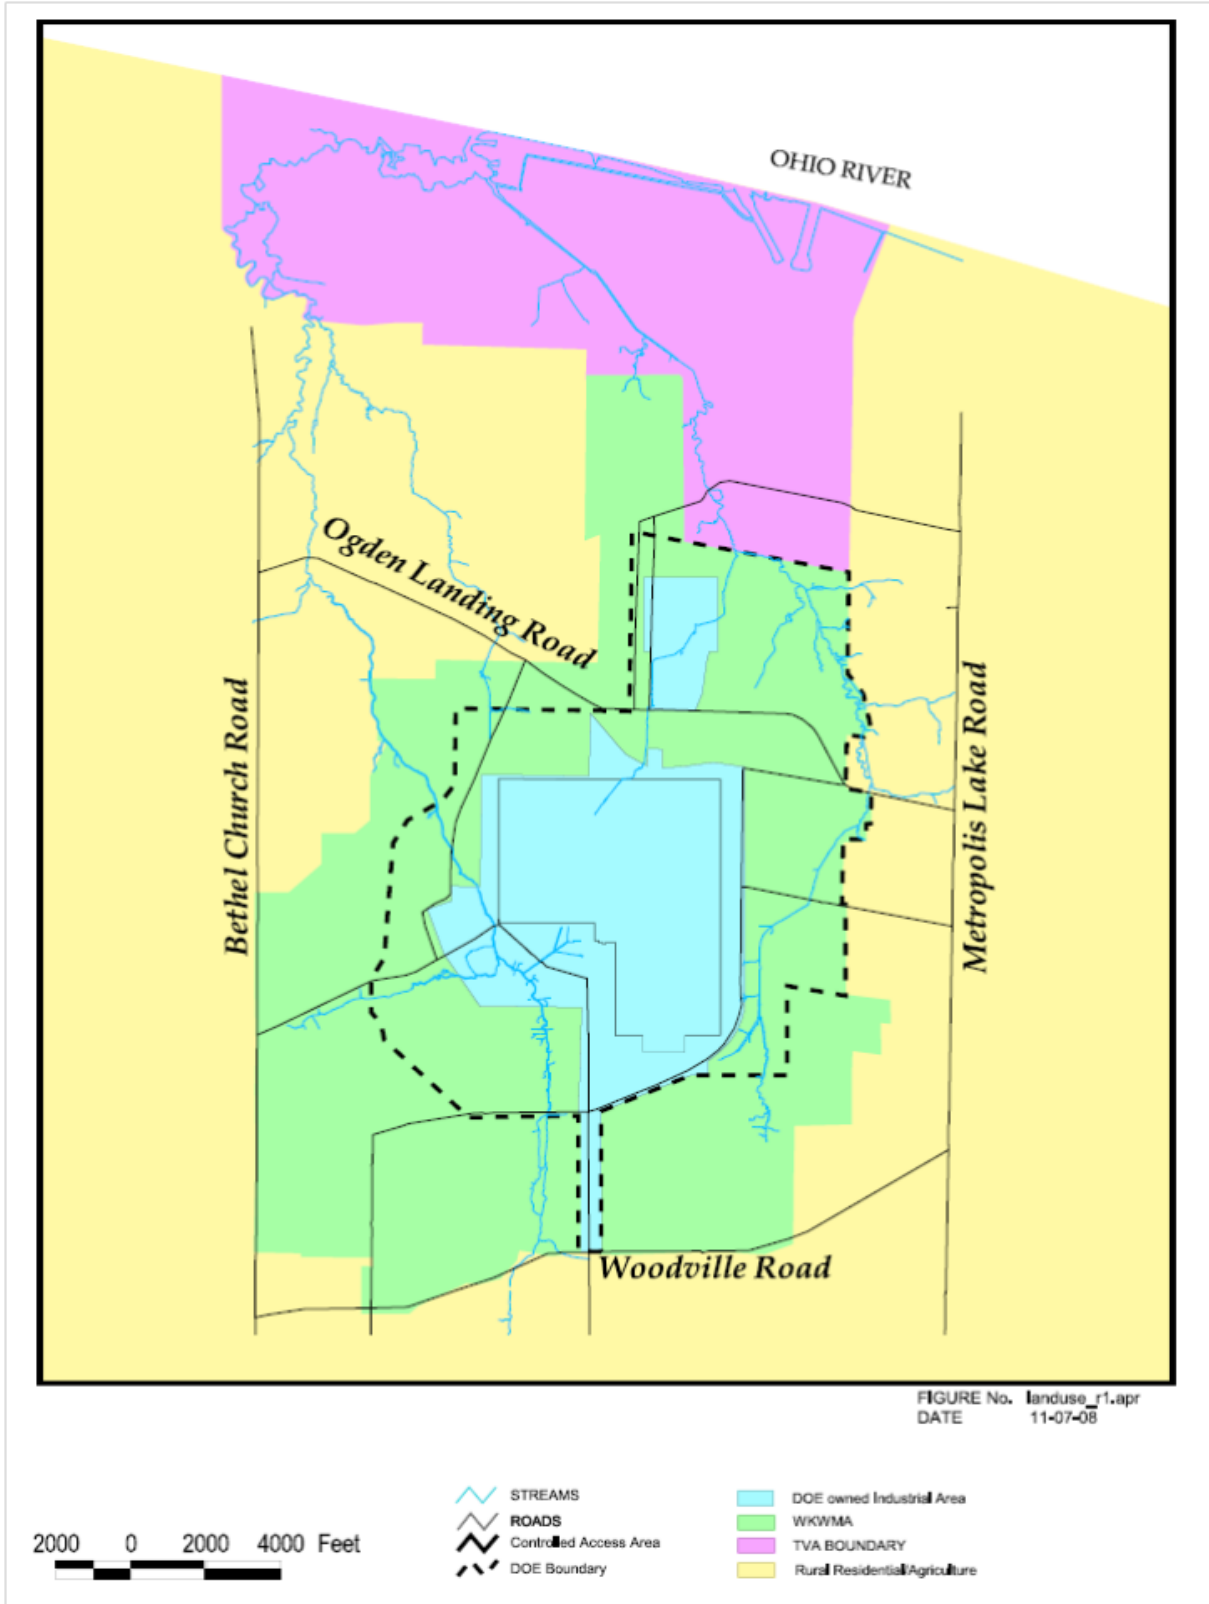 OHIO RIVER
Ogden Landing Road
Bethel Church Road
Metropolis Lake Road
Woodville Road
FIGURE No. landuse_r1.apr
DATE 11-07-08
2000 0 2000 4000 Feet
STREAMS
ROADS
Controlled Access Area
DOE Boundary
DOE owned Industrial Area
WKWMA
TVA BOUNDARY
Rural Residential/Agriculture